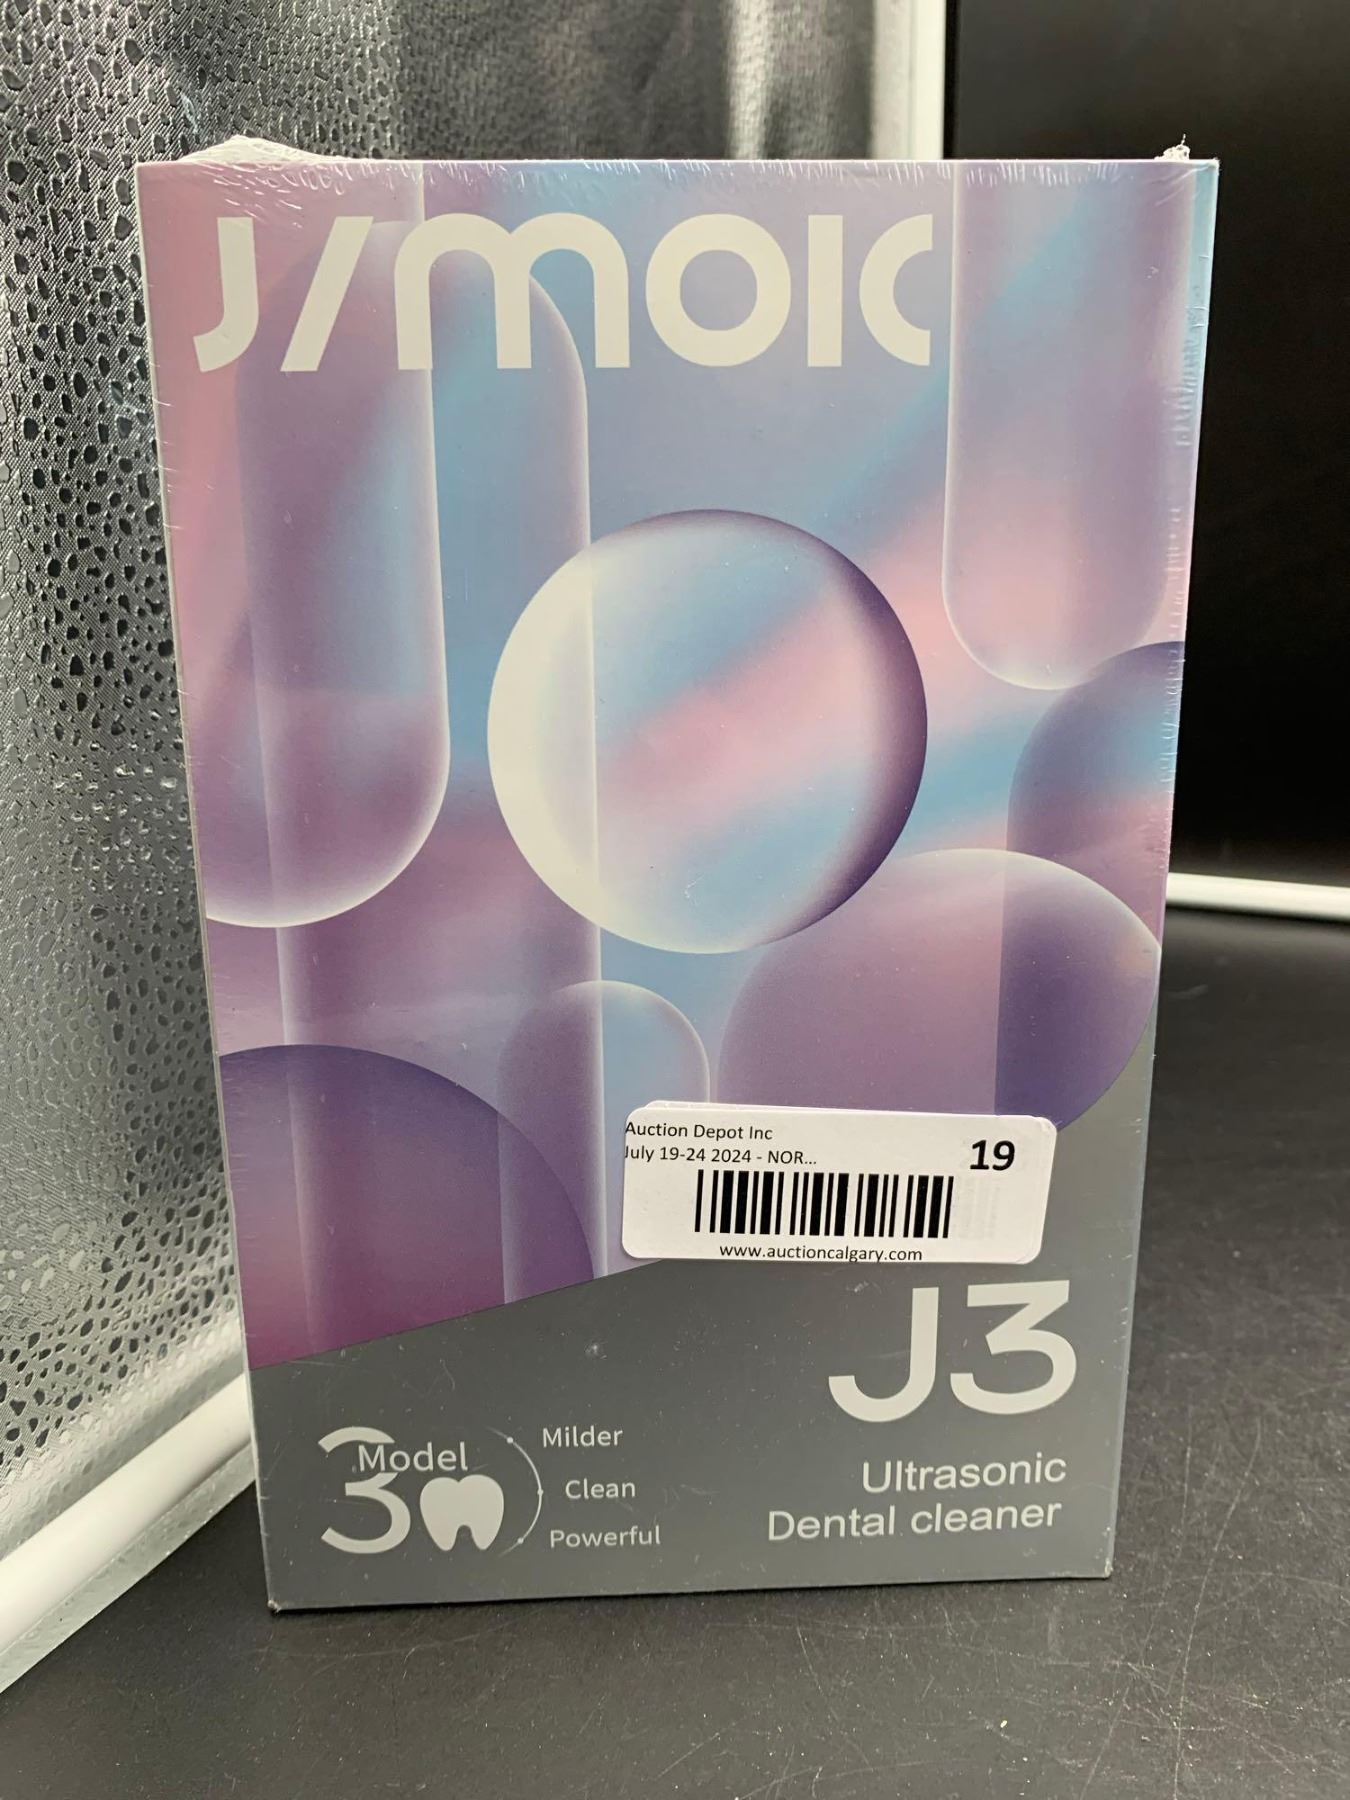 J/MOIC
Auction Depot Inc
July 19-24 2024 - NOR...
19
www.auctioncalgary.com
J3
Ultrasonic
Dental cleaner
3 Model
Milder
Clean
Powerful